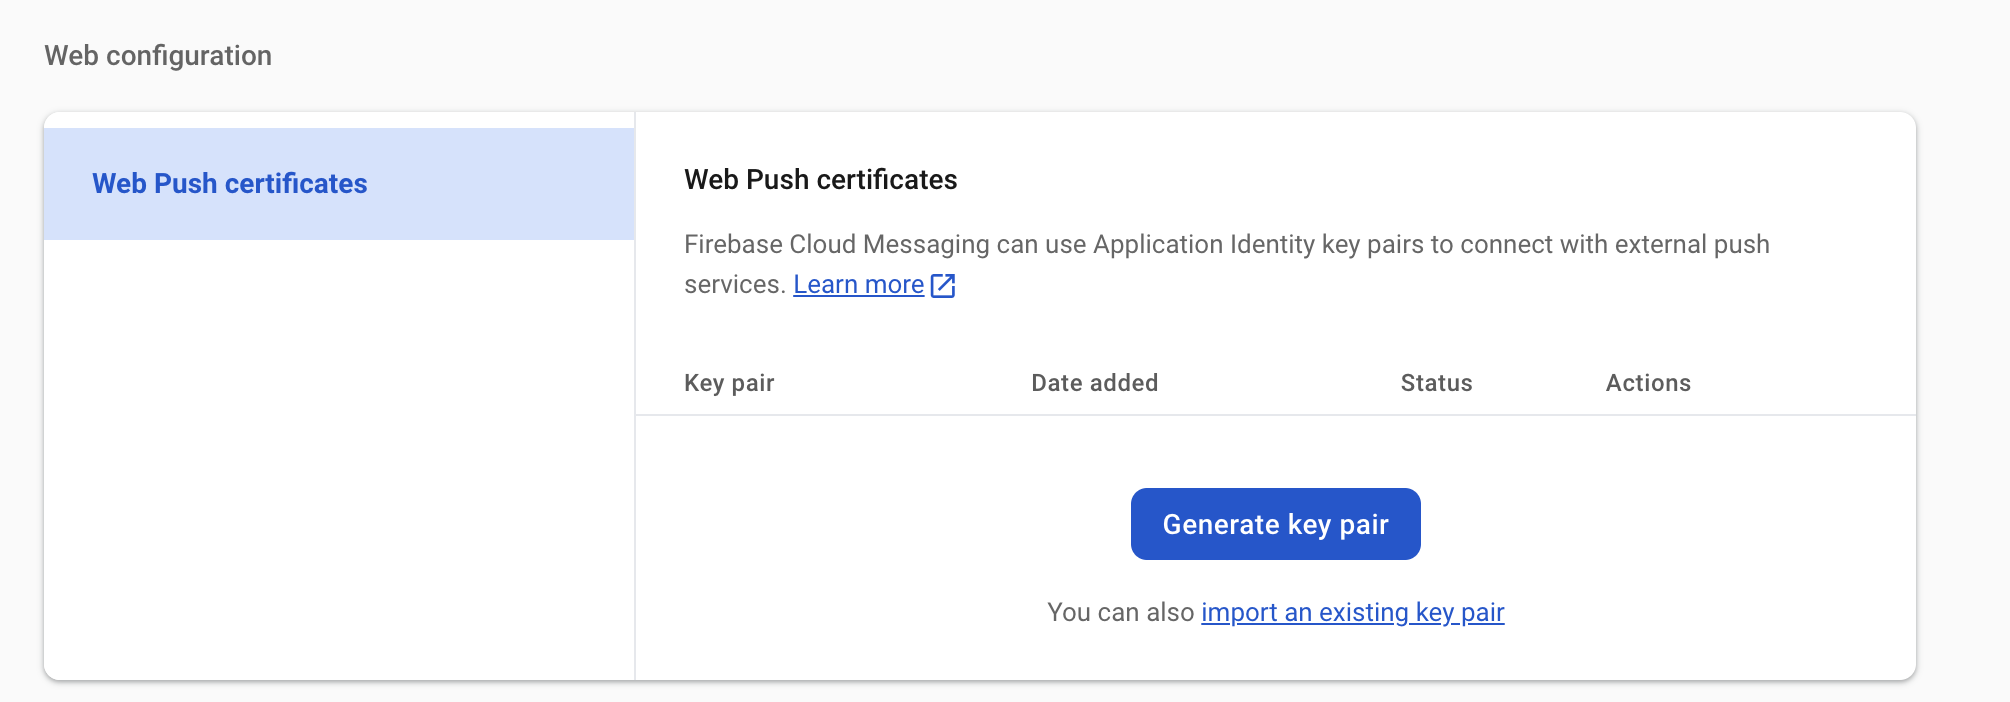 Web configuration
Web Push certificates
Web Push certificates
Firebase Cloud Messaging can use Application Identity key pairs to connect with external push
services. Learn more
Key pair Date added Status Actions
Generate key pair
You can also import an existing key pair